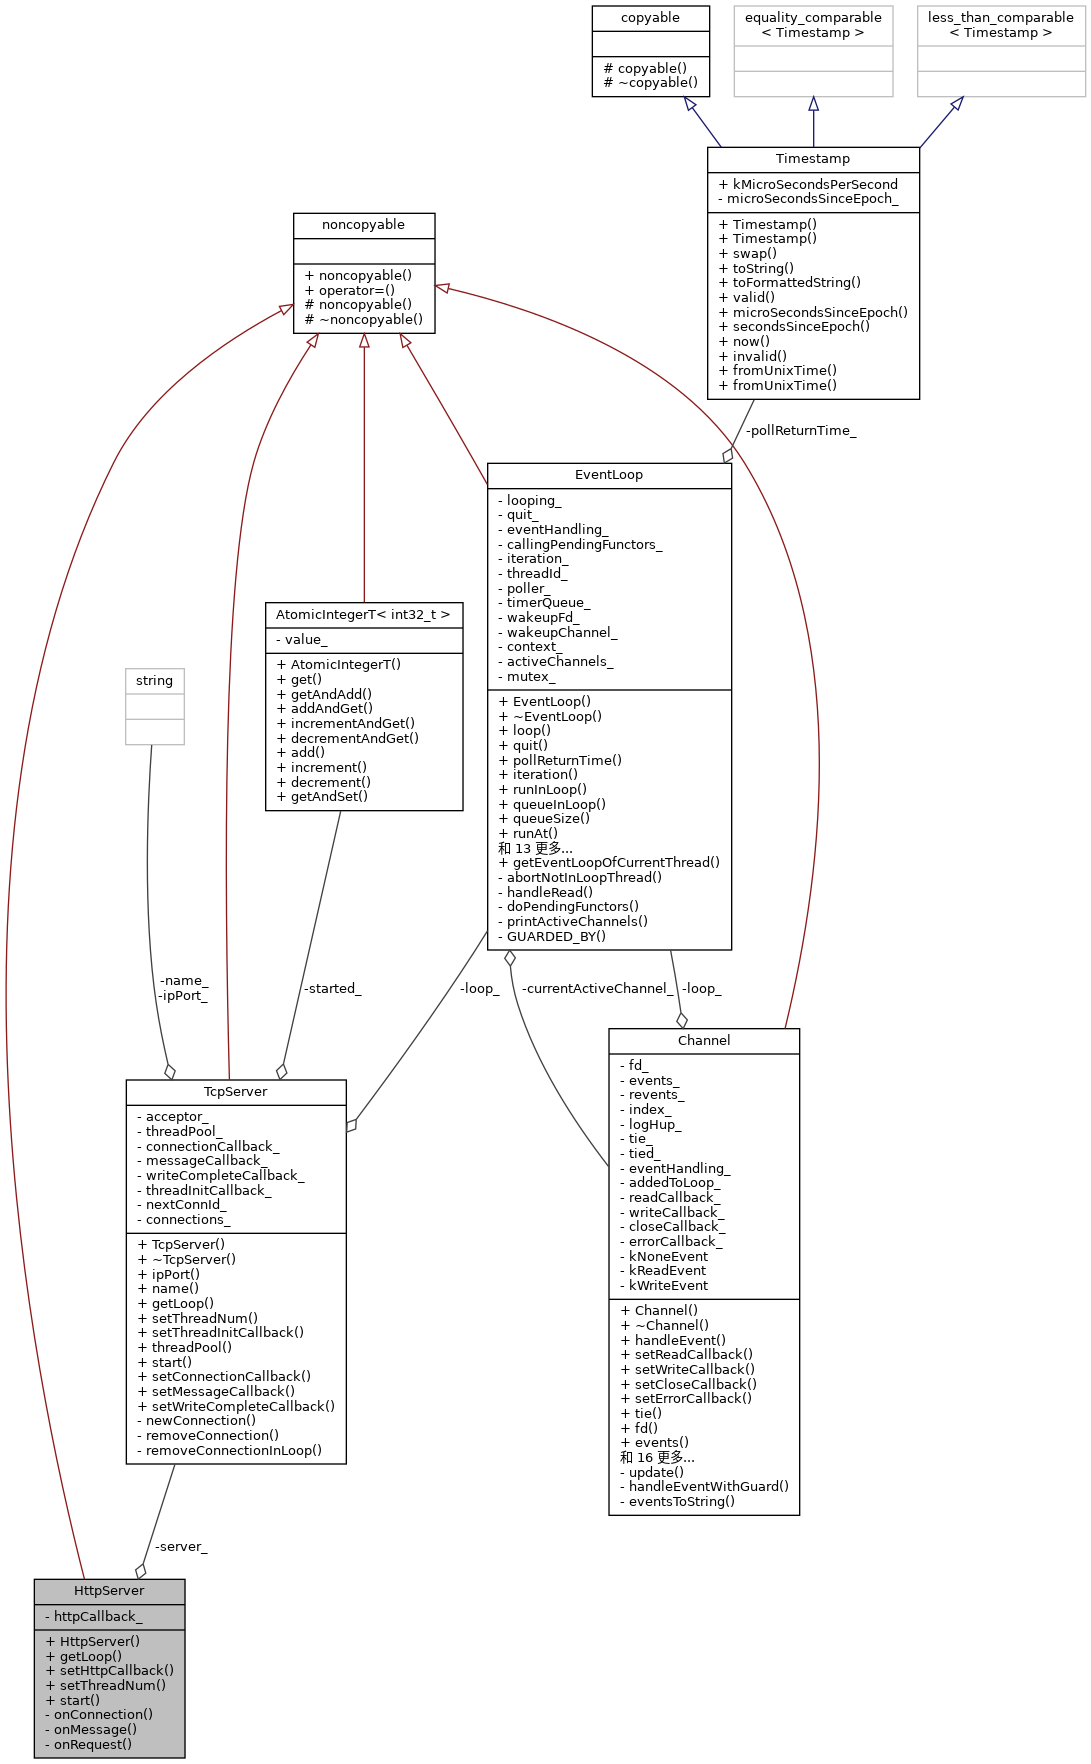 copyable
# copyable()
# ~copyable()
equality_comparable
< Timestamp >
less_than_comparable
< Timestamp >
Timestamp
+ kMicroSecondsPerSecond
- microSecondsSinceEpoch_
+ Timestamp()
+ Timestamp()
+ swap()
+ toString()
+ toFormattedString()
+ valid()
+ microSecondsSinceEpoch()
+ secondsSinceEpoch()
+ now()
+ invalid()
+ fromUnixTime()
+ fromUnixTime()
noncopyable
+ noncopyable()
+ operator=()
# noncopyable()
# ~noncopyable()
-pollReturnTime_
EventLoop
- looping_
- quit_
- eventHandling_
- callingPendingFunctors_
- iteration_
- threadId_
- poller_
- timerQueue_
- wakeupFd_
- wakeupChannel_
- context_
- activeChannels_
- mutex_
+ EventLoop()
+ ~EventLoop()
+ loop()
+ quit()
+ pollReturnTime()
+ iteration()
+ runInLoop()
+ queueInLoop()
+ queueSize()
+ runAt()
和 13 更多...
+ getEventLoopOfCurrentThread()
- abortNotInLoopThread()
- handleRead()
- doPendingFunctors()
- printActiveChannels()
- GUARDED_BY()
AtomicIntegerT< int32_t >
- value_
+ AtomicIntegerT()
+ get()
+ getAndAdd()
+ addAndGet()
+ incrementAndGet()
+ decrementAndGet()
+ add()
+ increment()
+ decrement()
+ getAndSet()
string
-name_
-ipPort_
-started_
-loop_
-currentActiveChannel_
-loop_
Channel
- fd_
- events_
- revents_
- index_
- logHup_
- tie_
- tied_
- eventHandling_
- addedToLoop_
- readCallback_
- writeCallback_
- closeCallback_
- errorCallback_
- kNoneEvent
- kReadEvent
- kWriteEvent
+ Channel()
+ ~Channel()
+ handleEvent()
+ setReadCallback()
+ setWriteCallback()
+ setCloseCallback()
+ setErrorCallback()
+ tie()
+ fd()
+ events()
和 16 更多...
- update()
- handleEventWithGuard()
- eventsToString()
TcpServer
- acceptor_
- threadPool_
- connectionCallback_
- messageCallback_
- writeCompleteCallback_
- threadInitCallback_
- nextConnId_
- connections_
+ TcpServer()
+ ~TcpServer()
+ ipPort()
+ name()
+ getLoop()
+ setThreadNum()
+ setThreadInitCallback()
+ threadPool()
+ start()
+ setConnectionCallback()
+ setMessageCallback()
+ setWriteCompleteCallback()
- newConnection()
- removeConnection()
- removeConnectionInLoop()
-server_
HttpServer
- httpCallback_
+ HttpServer()
+ getLoop()
+ setHttpCallback()
+ setThreadNum()
+ start()
- onConnection()
- onMessage()
- onRequest()